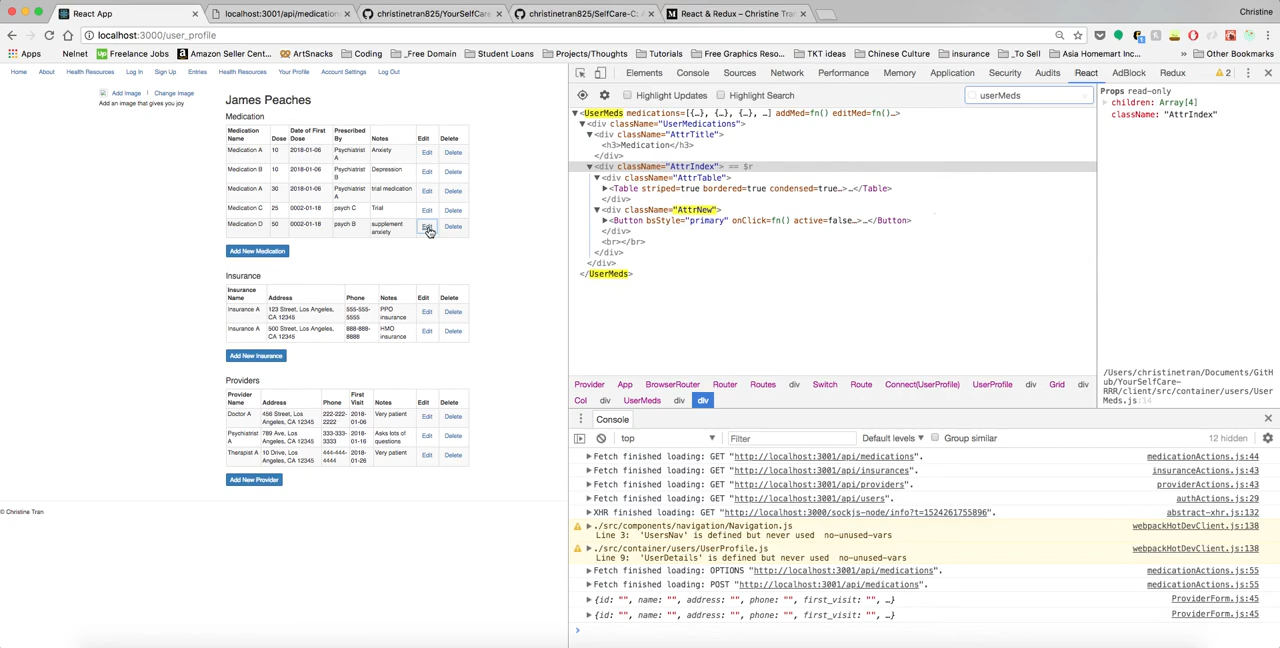 React App
localhost:3001/api/medication
christinetran825/YourSelfCare
christinetran825/SelfCare-C: A
React & Redux – Christine Tran
Christine
localhost:3000/user_profile
Apps Nelnet Freelance Jobs Amazon Seller Cent... ArtSnacks Coding _Free Domain Student Loans Projects/Thoughts Tutorials Free Graphics Reso... TKT ideas Chinese Culture insurance _To Sell Asia Homemart Inc... » Other Bookmarks
Home About Health Resources Log In Sign Up Entries Health Resources Your Profile Account Settings Log Out
Add Image Change Image
Add an image that gives you joy
James Peaches
Medication
Medication Name Dose Date of First Dose Prescribed By Notes Edit Delete
Medication A 10 2018-01-06 Psychiatrist A Anxiety Edit Delete
Medication B 10 2018-01-06 Psychiatrist B Depression Edit Delete
Medication A 30 2018-01-06 Psychiatrist A trial medication Edit Delete
Medication C 25 0002-01-18 psych C Trial Edit Delete
Medication D 50 0002-01-18 psych B supplement anxiety Edit Delete
Add New Medication
Insurance
Insurance Name Address Phone Notes Edit Delete
Insurance A 123 Street, Los Angeles, CA 12345 555-555-5555 PPO insurance Edit Delete
Insurance A 500 Street, Los Angeles, CA 12345 888-888-8888 HMO insurance Edit Delete
Add New Insurance
Providers
Provider Name Address Phone First Visit Notes Edit Delete
Doctor A 456 Street, Los Angeles, CA 12345 222-222-2222 2018-01-06 Very patient Edit Delete
Psychiatrist A 789 Ave, Los Angeles, CA 12345 333-333-3333 2018-01-16 Asks lots of questions Edit Delete
Therapist A 10 Drive, Los Angeles, CA 12345 444-444-4444 2018-01-26 Very patient Edit Delete
Add New Provider
© Christine Tran
Elements Console Sources Network Performance Memory Application Security Audits React AdBlock Redux 2
Highlight Updates Highlight Search userMeds
<UserMeds medications=[{…}, {…}, {…}, …] addMed=fn() editMed=fn()…>
<div className="UserMedications">
<div className="AttrTitle">
<h3>Medication</h3>
</div>
<div className="AttrIndex"> == $r
<div className="AttrTable">
<Table striped=true bordered=true condensed=true…>…</Table>
</div>
<div className="AttrNew">
<Button bsStyle="primary" onClick=fn() active=false…>…</Button>
</div>
<br></br>
</div>
</div>
</UserMeds>
Props read-only
children: Array[4]
className: "AttrIndex"
/Users/christinetran/Documents/GitHub/YourSelfCare-RRR/client/src/container/users/UserMeds.js:14
Provider App BrowserRouter Router Routes div Switch Route Connect(UserProfile) UserProfile div Grid div
Col div UserMeds div div
Console
top Filter Default levels Group similar 12 hidden
Fetch finished loading: GET "http://localhost:3001/api/medications". medicationActions.js:44
Fetch finished loading: GET "http://localhost:3001/api/insurances". insuranceActions.js:43
Fetch finished loading: GET "http://localhost:3001/api/providers". providerActions.js:43
Fetch finished loading: GET "http://localhost:3001/api/users". authActions.js:29
XHR finished loading: GET "http://localhost:3000/sockjs-node/info?t=1524261755896". abstract-xhr.js:132
./src/components/navigation/Navigation.js webpackHotDevClient.js:138
Line 3: 'UsersNav' is defined but never used no-unused-vars
./src/container/users/UserProfile.js webpackHotDevClient.js:138
Line 9: 'UserDetails' is defined but never used no-unused-vars
Fetch finished loading: OPTIONS "http://localhost:3001/api/medications". medicationActions.js:55
Fetch finished loading: POST "http://localhost:3001/api/medications". medicationActions.js:55
{id: "", name: "", address: "", phone: "", first_visit: "", …} ProviderForm.js:45
{id: "", name: "", address: "", phone: "", first_visit: "", …} ProviderForm.js:45